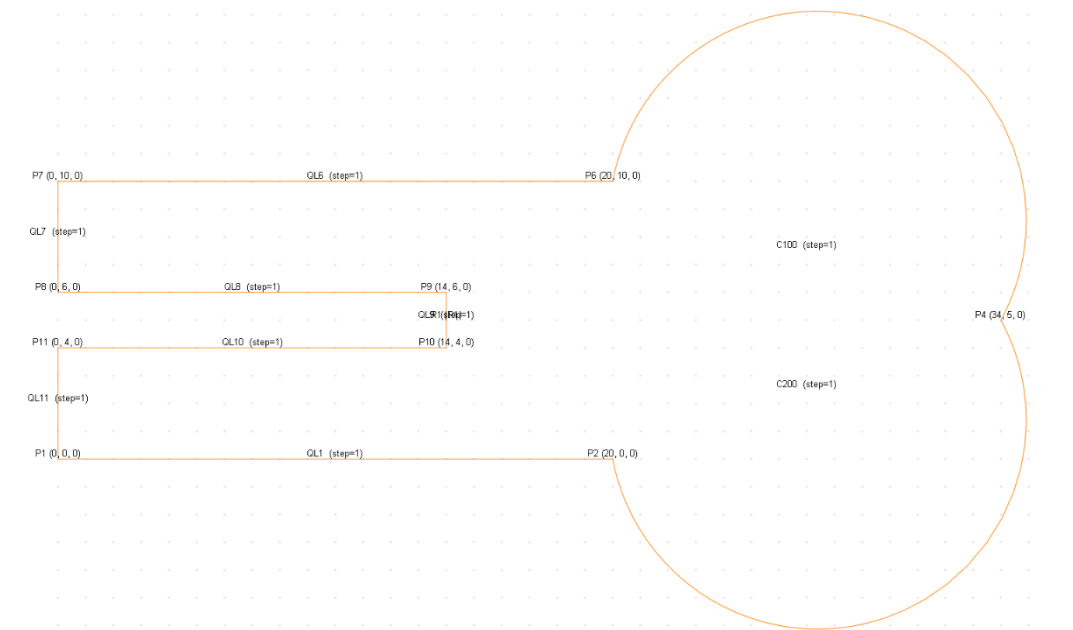 P7 (0, 10, 0)
QL6 (step=1)
P6 (20, 10, 0)
QL7 (step=1)
C100 (step=1)
P8 (0, 6, 0)
QL8 (step=1)
P9 (14, 6, 0)
P4 (34, 5, 0)
P11 (0, 4, 0)
QL10 (step=1)
P10 (14, 4, 0)
C200 (step=1)
QL11 (step=1)
P1 (0, 0, 0)
QL1 (step=1)
P2 (20, 0, 0)